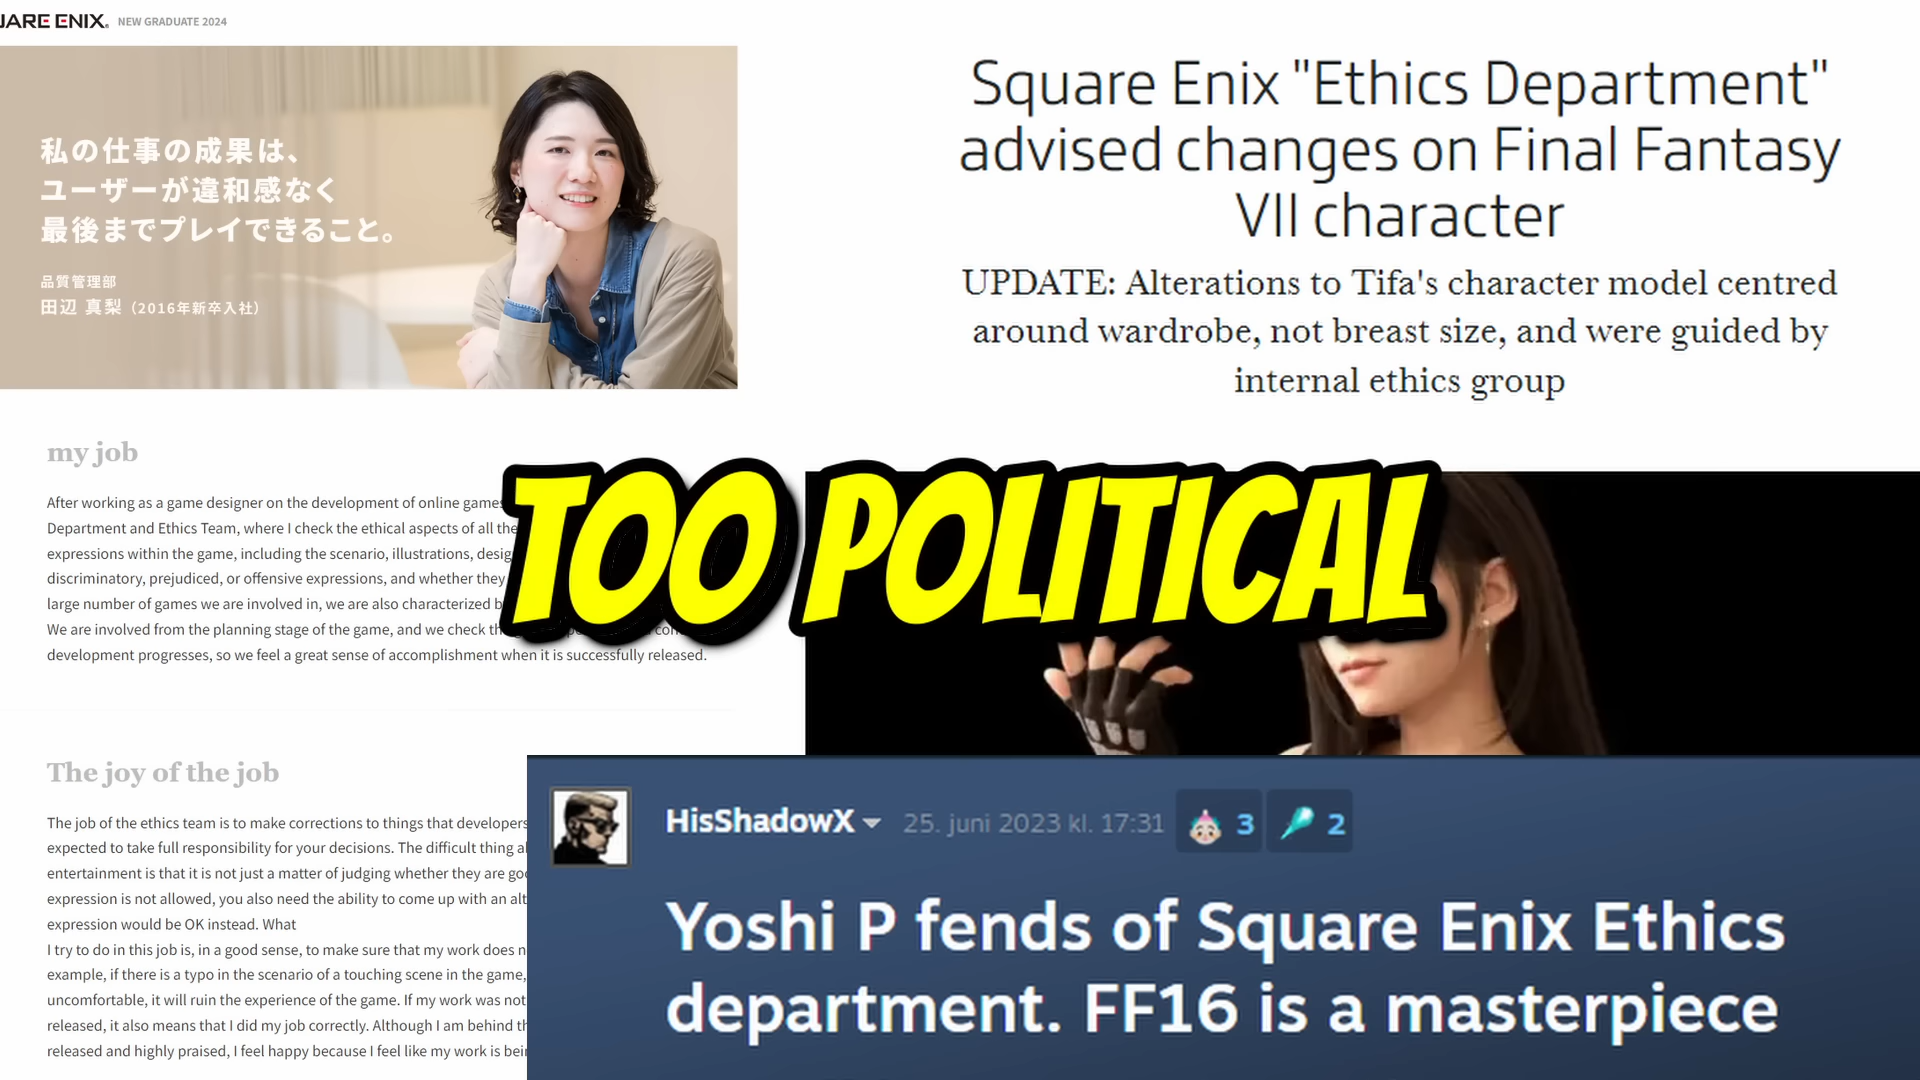 UARE ENIX. NEW GRADUATE 2024
私の仕事の成果は、
ユーザーが違和感なく
最後までプレイできること。
品質管理部
田辺 真梨（2016年新卒入社）
my job
After working as a game designer on the development of online games
Department and Ethics Team, where I check the ethical aspects of all the
expressions within the game, including the scenario, illustrations, desig
discriminatory, prejudiced, or offensive expressions, and whether they
large number of games we are involved in, we are also characterized b
We are involved from the planning stage of the game, and we check th
development progresses, so we feel a great sense of accomplishment when it is successfully released.
The joy of the job
The job of the ethics team is to make corrections to things that developers
expected to take full responsibility for your decisions. The difficult thing a
entertainment is that it is not just a matter of judging whether they are go
expression is not allowed, you also need the ability to come up with an alt
expression would be OK instead. What
I try to do in this job is, in a good sense, to make sure that my work does n
example, if there is a typo in the scenario of a touching scene in the game,
uncomfortable, it will ruin the experience of the game. If my work was not
released, it also means that I did my job correctly. Although I am behind th
released and highly praised, I feel happy because I feel like my work is bei
Square Enix "Ethics Department"
advised changes on Final Fantasy
VII character
UPDATE: Alterations to Tifa's character model centred
around wardrobe, not breast size, and were guided by
internal ethics group
TOO POLITICAL
HisShadowX 25. juni 2023 kl. 17:31 3 2
Yoshi P fends of Square Enix Ethics
department. FF16 is a masterpiece